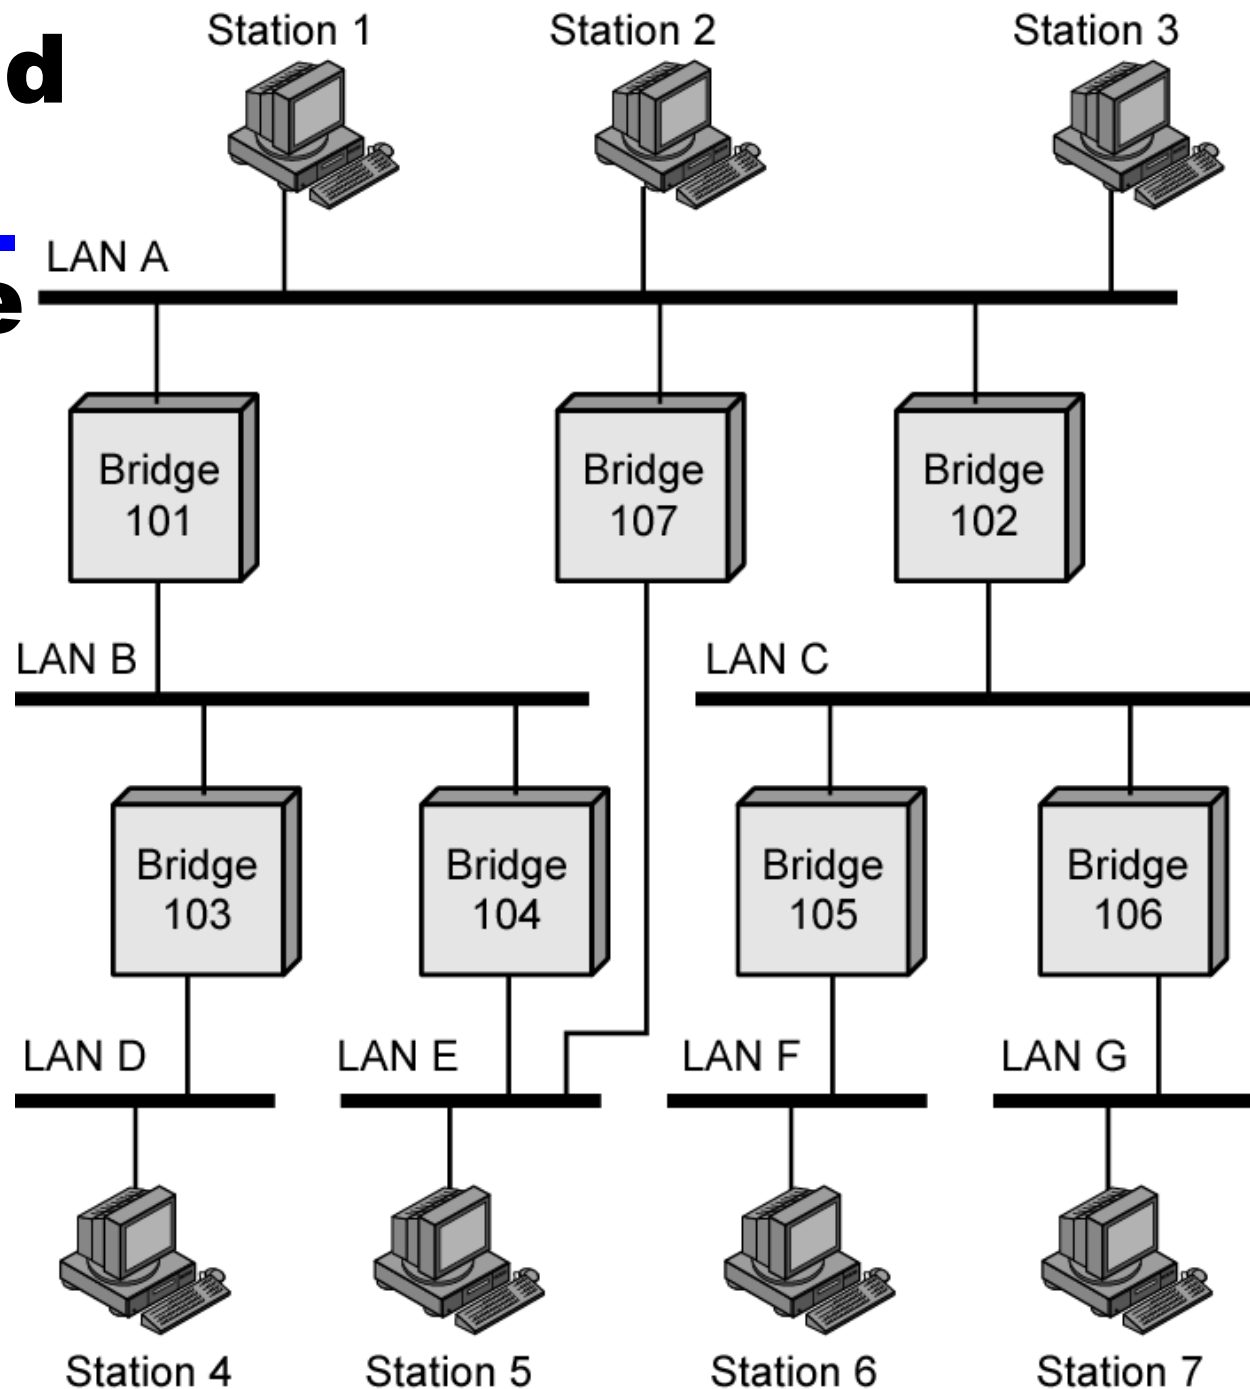 Station 1
Station 2
Station 3
d
LAN A
e
Bridge
101
Bridge
107
Bridge
102
LAN B
LAN C
Bridge
103
Bridge
104
Bridge
105
Bridge
106
LAN D
LAN E
LAN F
LAN G
Station 4
Station 5
Station 6
Station 7